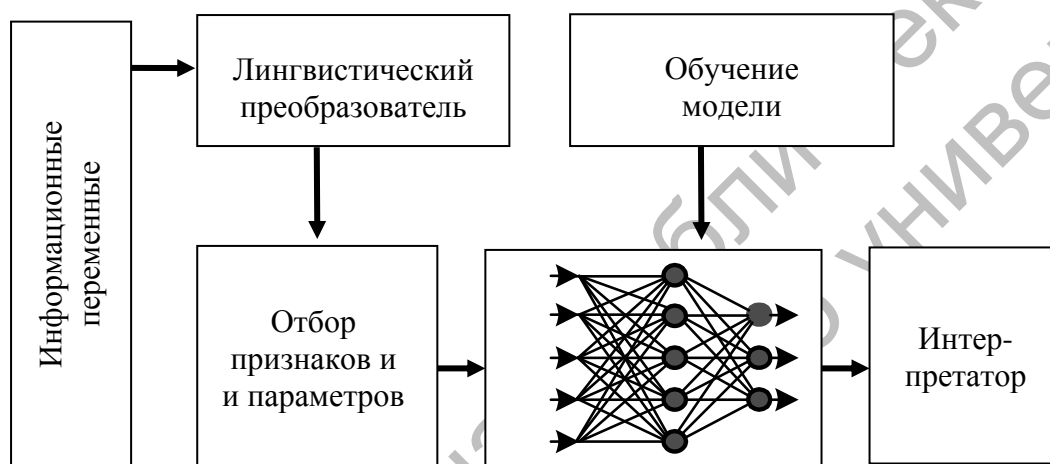 Информационные
переменные
Лингвистический
преобразователь
Обучение
модели
Отбор
признаков и
и параметров
Интер-
претатор